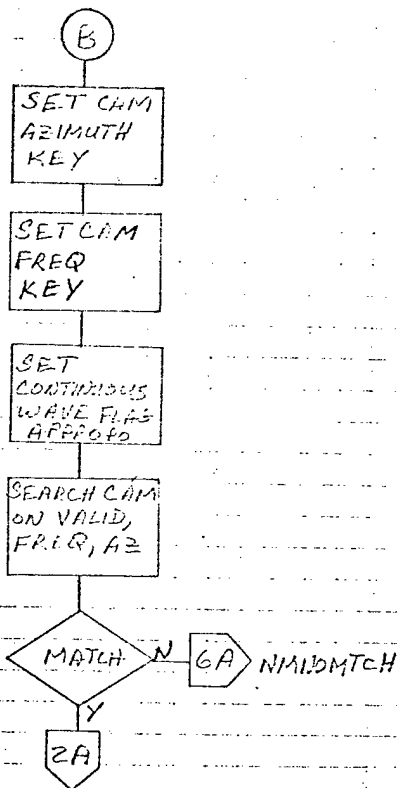 B
SET CAM
AZIMUTH
KEY
SET CAM
FREQ
KEY
SET
CONTINUOUS
WAVE FLAG
SEARCH CAM
ON VALID,
FREQ, AZ
MATCH
N
6A
Y
2A